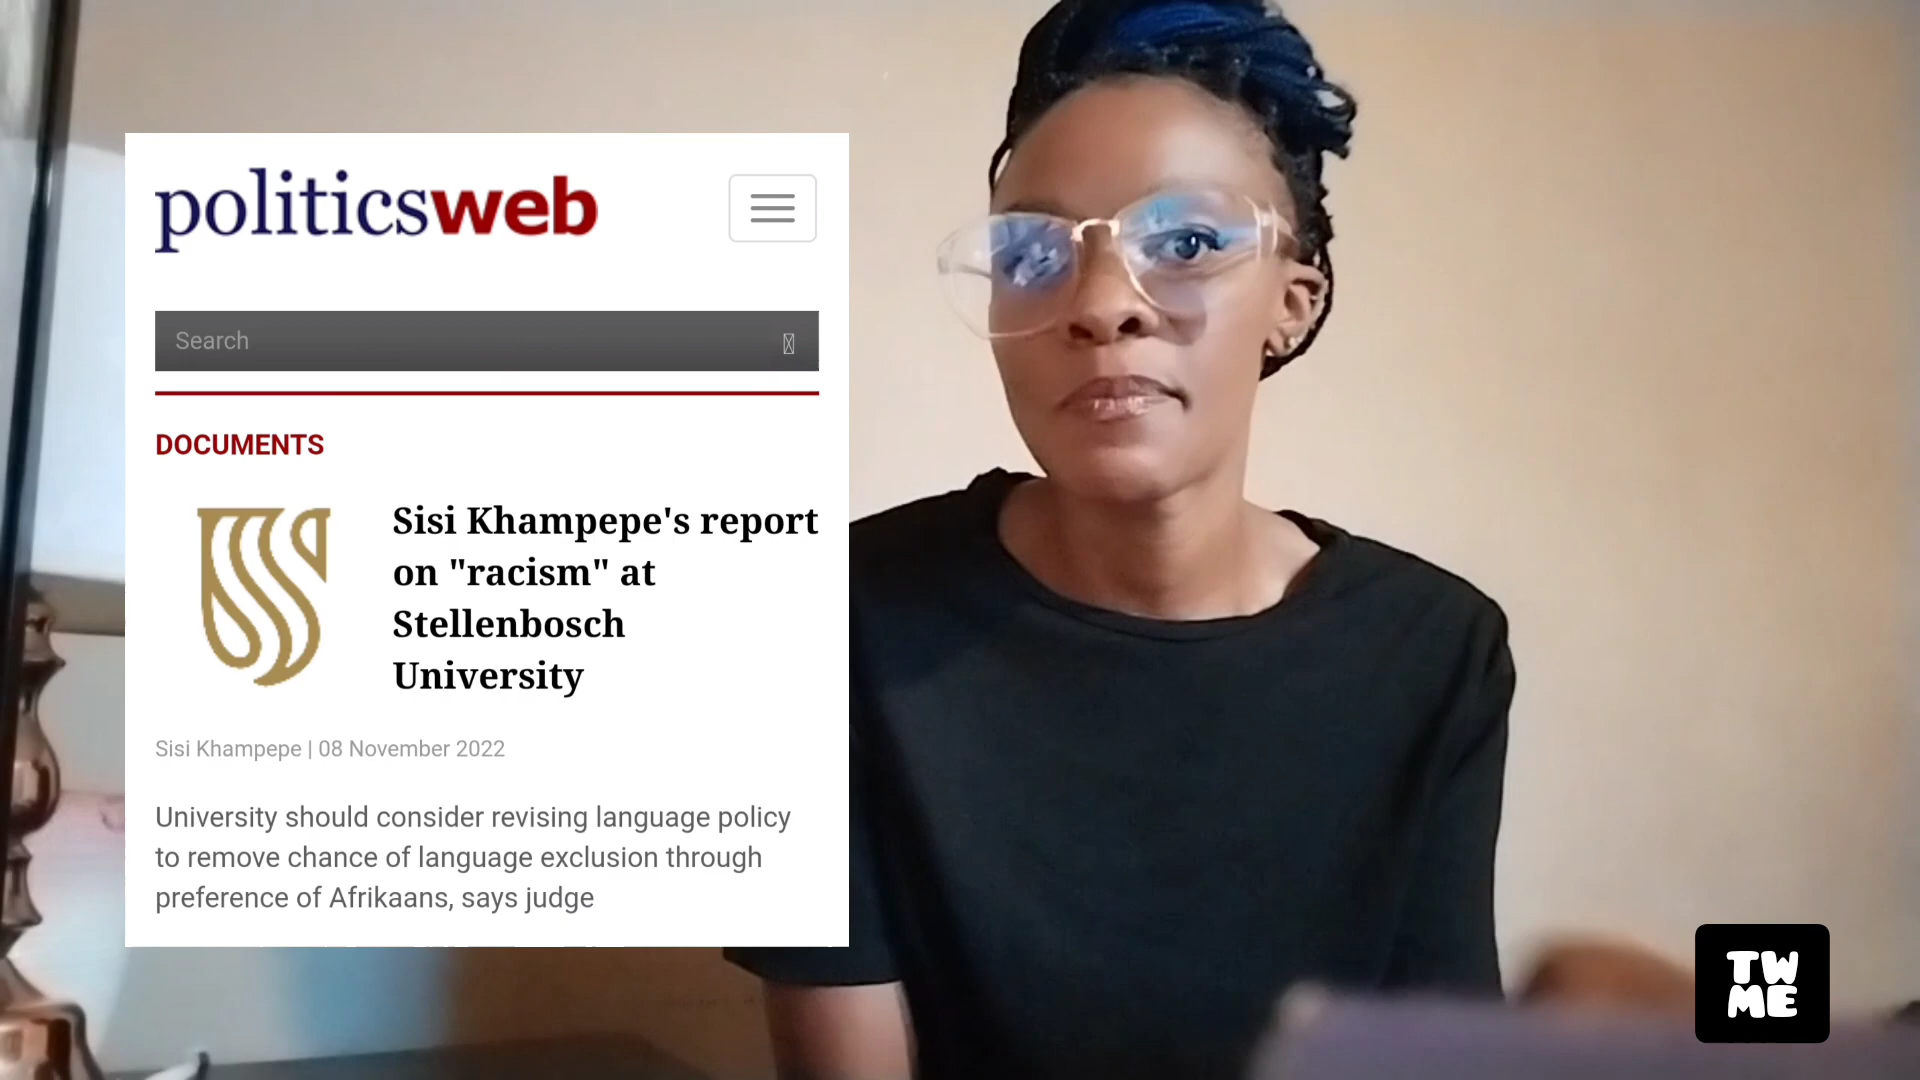 politicsweb
Search
DOCUMENTS
Sisi Khampepe's report
on "racism" at
Stellenbosch
University
Sisi Khampepe | 08 November 2022
University should consider revising language policy
to remove chance of language exclusion through
preference of Afrikaans, says judge
TW
ME